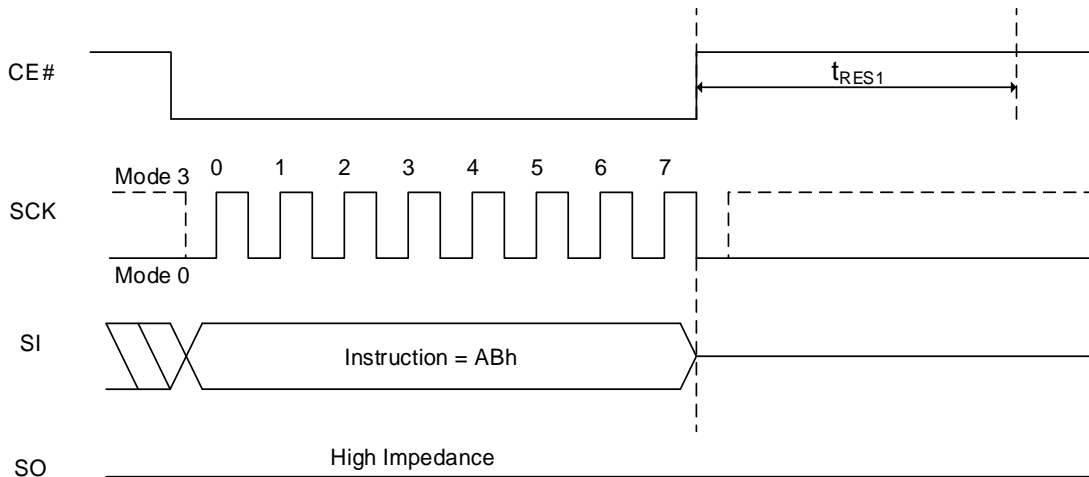 CE#
tRES1
Mode 3
0 1 2 3 4 5 6 7
SCK
Mode 0
SI
Instruction = ABh
High Impedance
SO